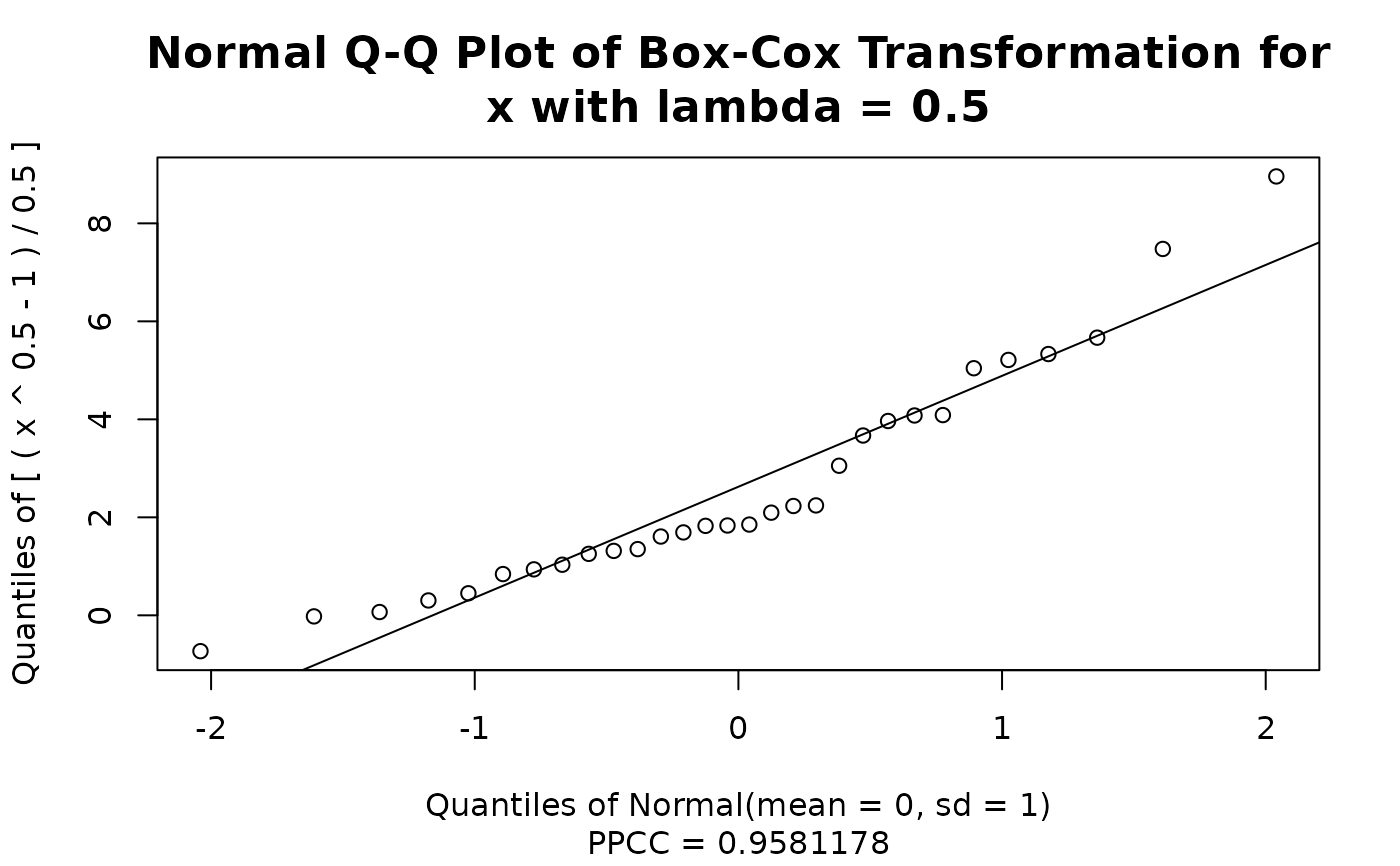 Normal Q-Q Plot of Box-Cox Transformation for
x with lambda = 0.5
Quantiles of [ ( x ^ 0.5 - 1 ) / 0.5 ]
8
6
4
2
0
-2 -1 0 1 2
Quantiles of Normal(mean = 0, sd = 1)
PPCC = 0.9581178